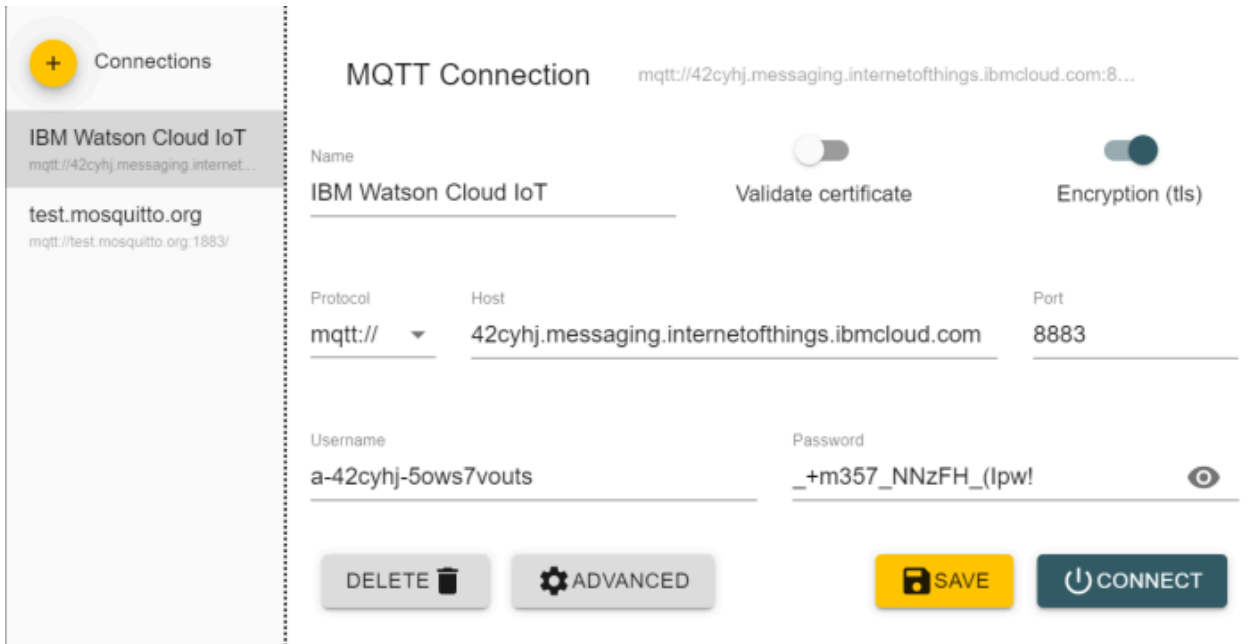 +
Connections
IBM Watson Cloud IoT
mqtt://42cyhj.messaging.internet...
test.mosquitto.org
mqtt://test.mosquitto.org:1883/
MQTT Connection
mqtt://42cyhj.messaging.internetofthings.ibmcloud.com:8...
Name
IBM Watson Cloud IoT
Validate certificate
Encryption (tls)
Protocol
mqtt://
Host
42cyhj.messaging.internetofthings.ibmcloud.com
Port
8883
Username
a-42cyhj-5ows7vouts
Password
_+m357_NNzFH_(Ipw!
DELETE
ADVANCED
SAVE
CONNECT